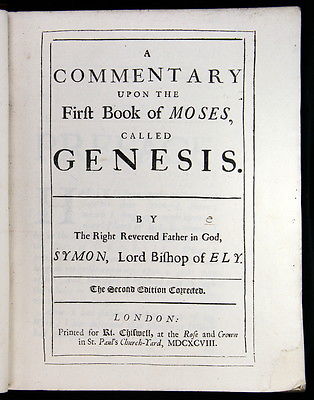 A
COMMENTARY
UPON THE
Firſt Book of MOSES,
CALLED
GENESIS.
BY
The Right Reverend Father in God,
SYMON, Lord Biſhop of ELY.
The Second Edition Corrected.
LONDON:
Printed for Ri. Chiſwell, at the Roſe and Crown
in St. Paul's Church-Yard, MDCXCVIII.